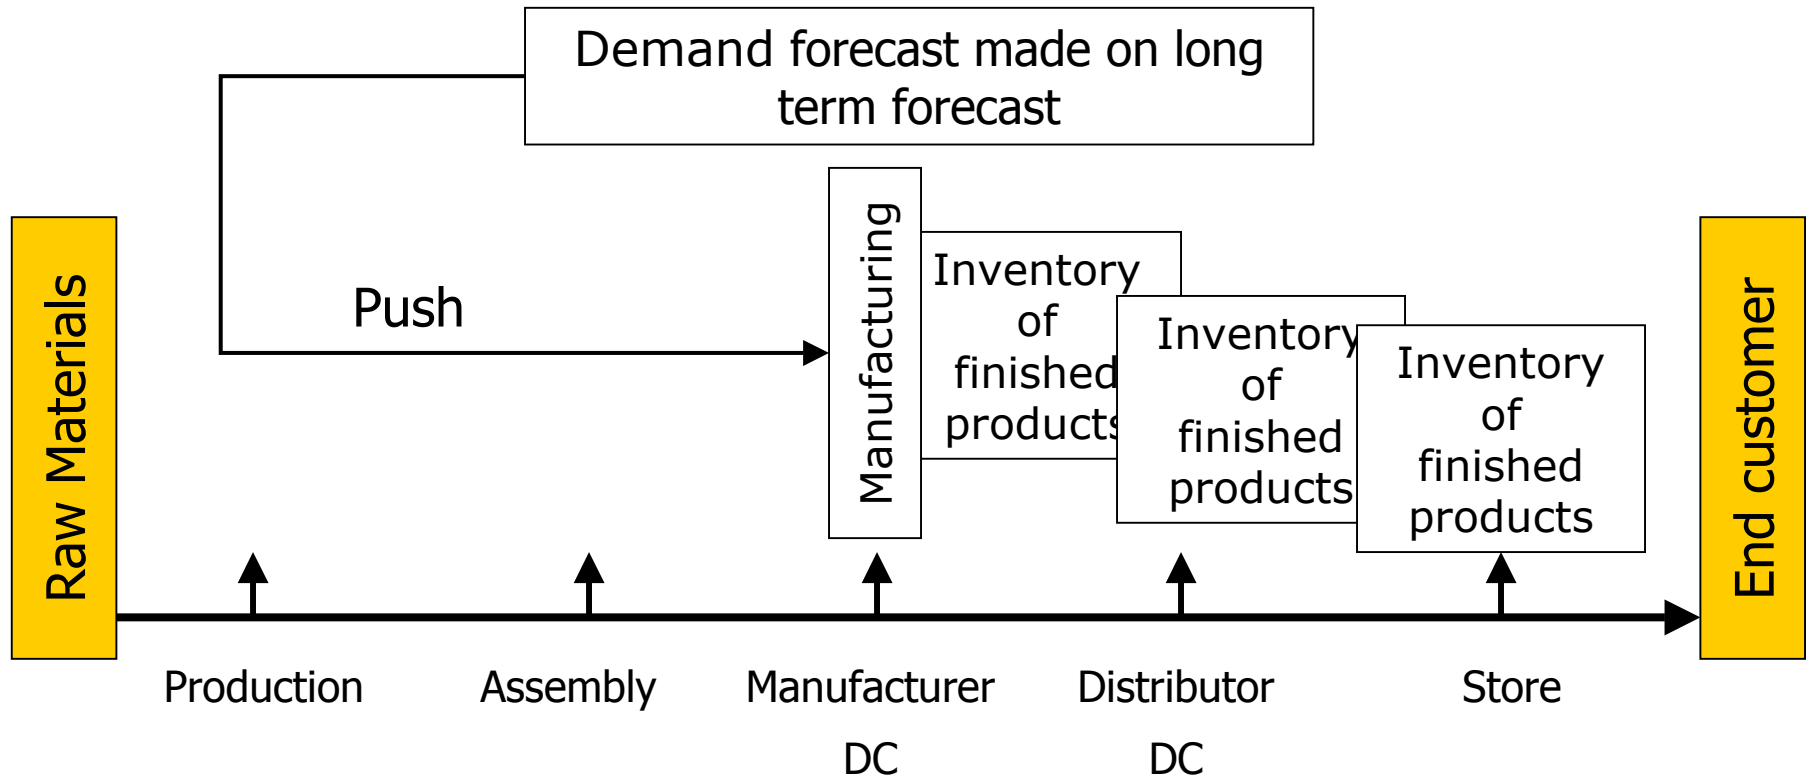 Demand forecast made on long
term forecast
Raw Materials
Push
Manufacturing
Inventory
of
finished
products
Inventory
of
finished
products
Inventory
of
finished
products
End customer
Production
Assembly
Manufacturer
DC
Distributor
DC
Store